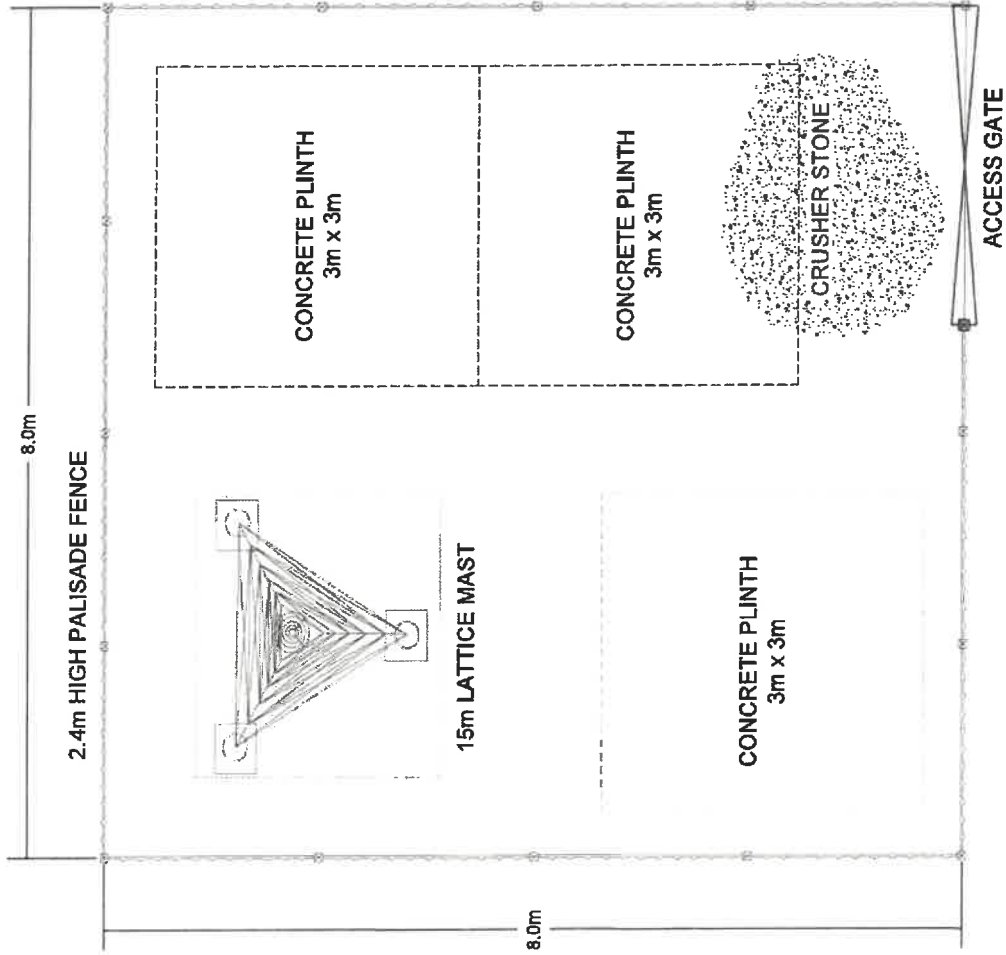 8.0m
2.4m HIGH PALISADE FENCE
CONCRETE PLINTH
3m x 3m
15m LATTICE MAST
CONCRETE PLINTH
3m x 3m
CRUSHER STONE
CONCRETE PLINTH
3m x 3m
8.0m
ACCESS GATE